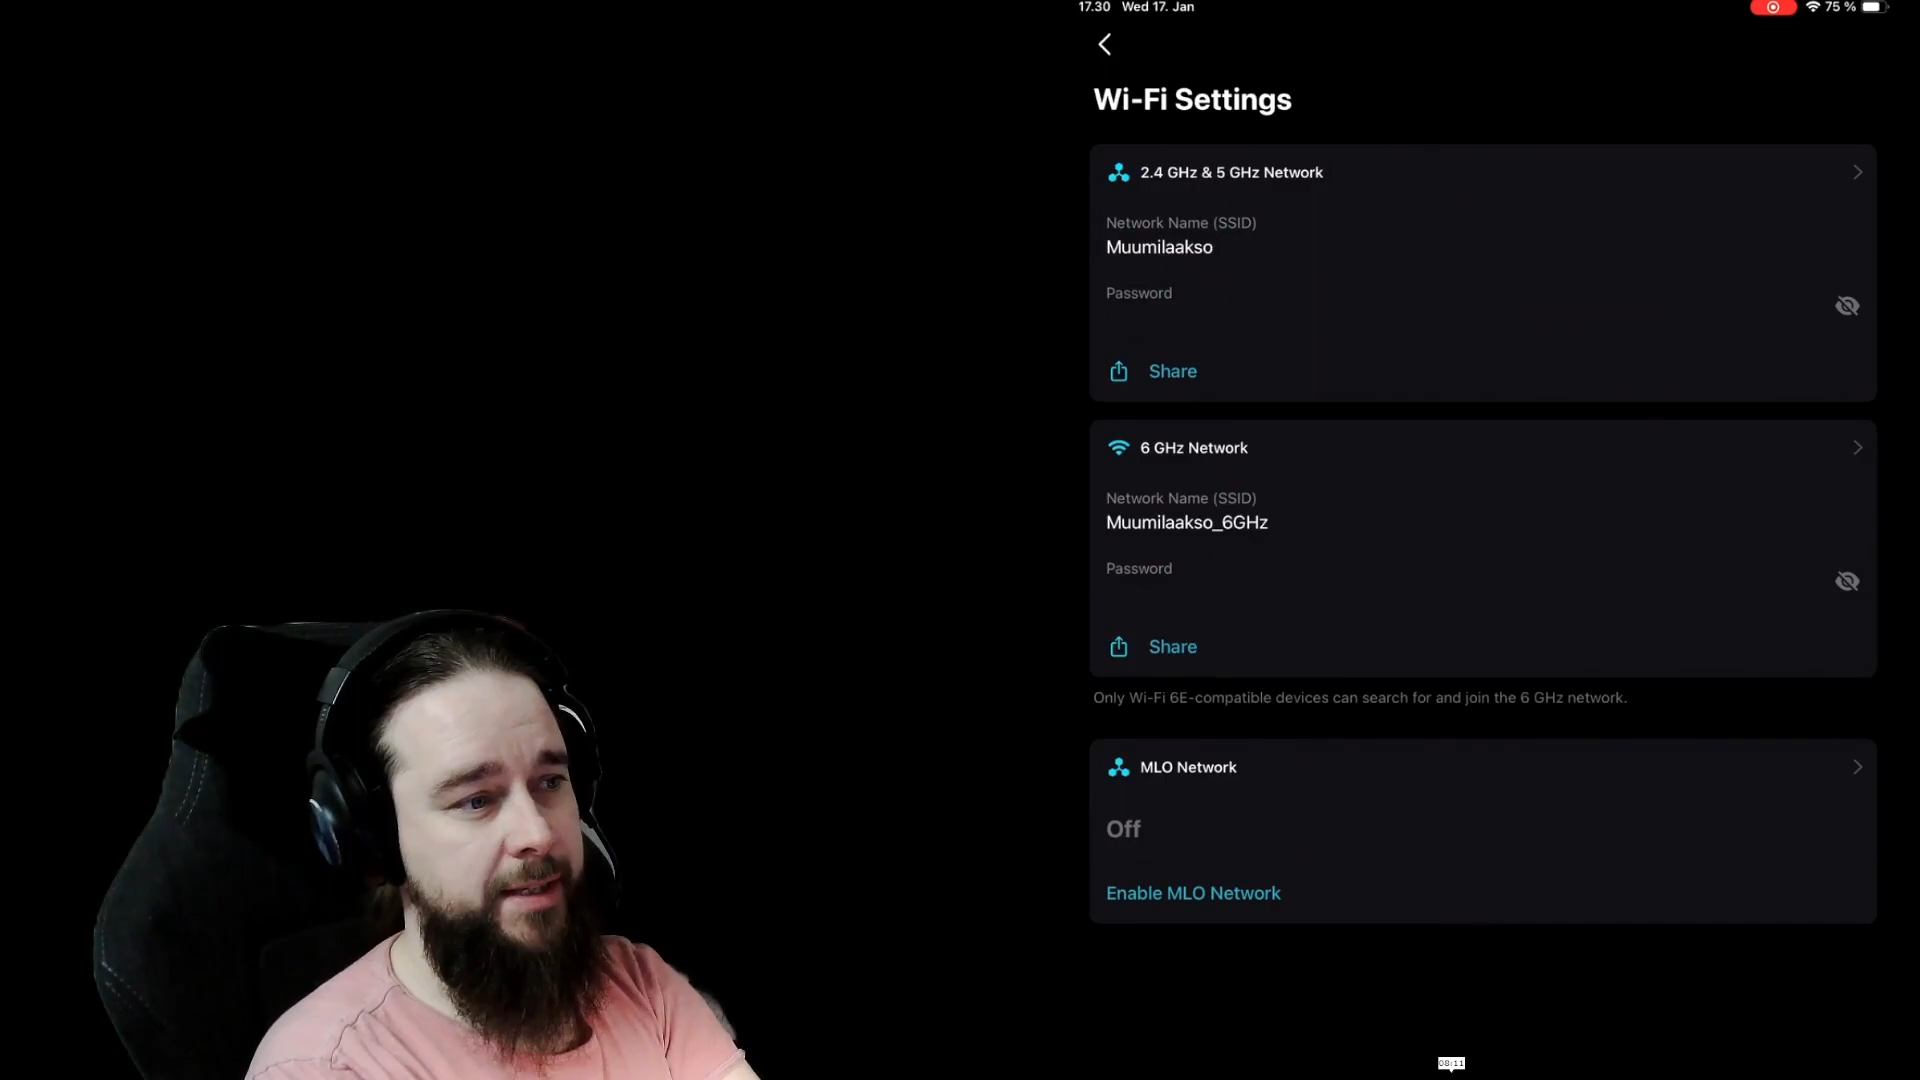 17.30 Wed 17. Jan
75 %
Wi-Fi Settings
2.4 GHz & 5 GHz Network
Network Name (SSID)
Muumilaakso
Password
Share
6 GHz Network
Network Name (SSID)
Muumilaakso_6GHz
Password
Share
Only Wi-Fi 6E-compatible devices can search for and join the 6 GHz network.
MLO Network
Off
Enable MLO Network
08:11